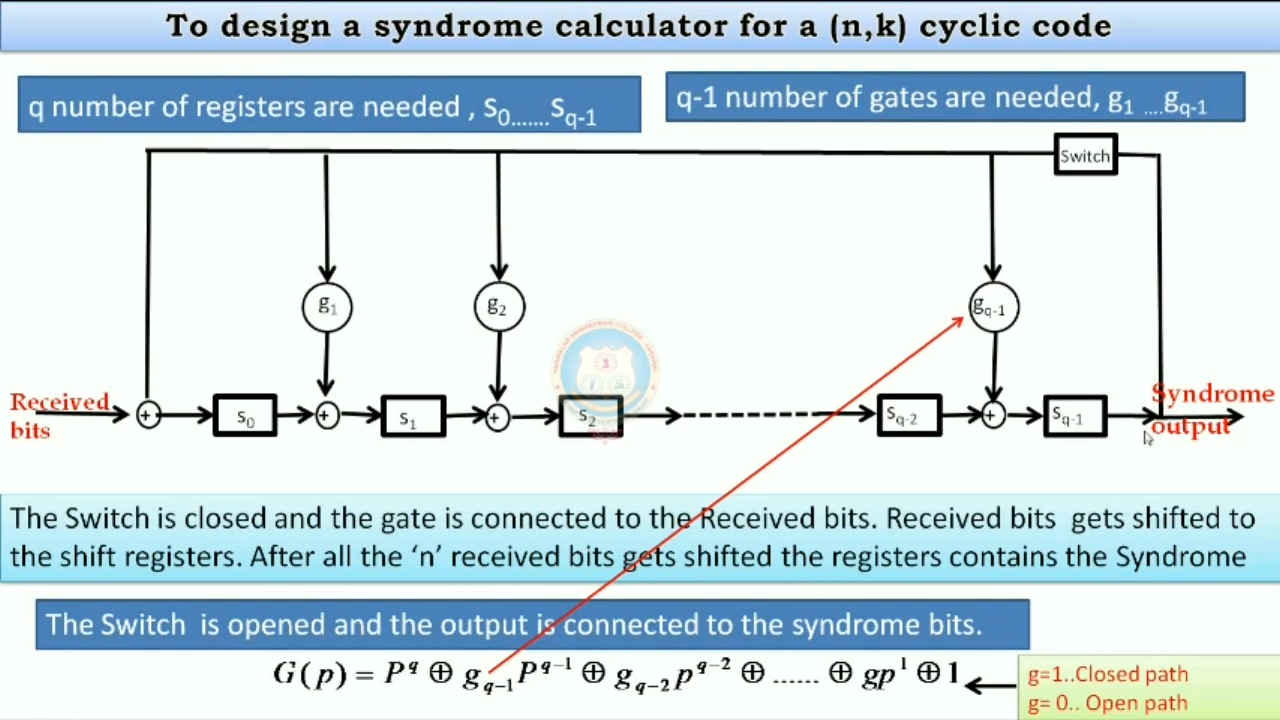 To design a syndrome calculator for a (n,k) cyclic code
q number of registers are needed , S0.......Sq-1
q-1 number of gates are needed, g1 ....gq-1
Switch
g1
g2
gq-1
Received
bits
+
S0
+
S1
+
S2
Sq-2
+
Sq-1
Syndrome
output
The Switch is closed and the gate is connected to the Received bits. Received bits gets shifted to
the shift registers. After all the ‘n’ received bits gets shifted the registers contains the Syndrome
The Switch is opened and the output is connected to the syndrome bits.
G(p) = P^q ⊕ g_{q-1}P^{q-1} ⊕ g_{q-2}p^{q-2} ⊕ ...... ⊕ gp^1 ⊕ 1
g=1..Closed path
g= 0.. Open path